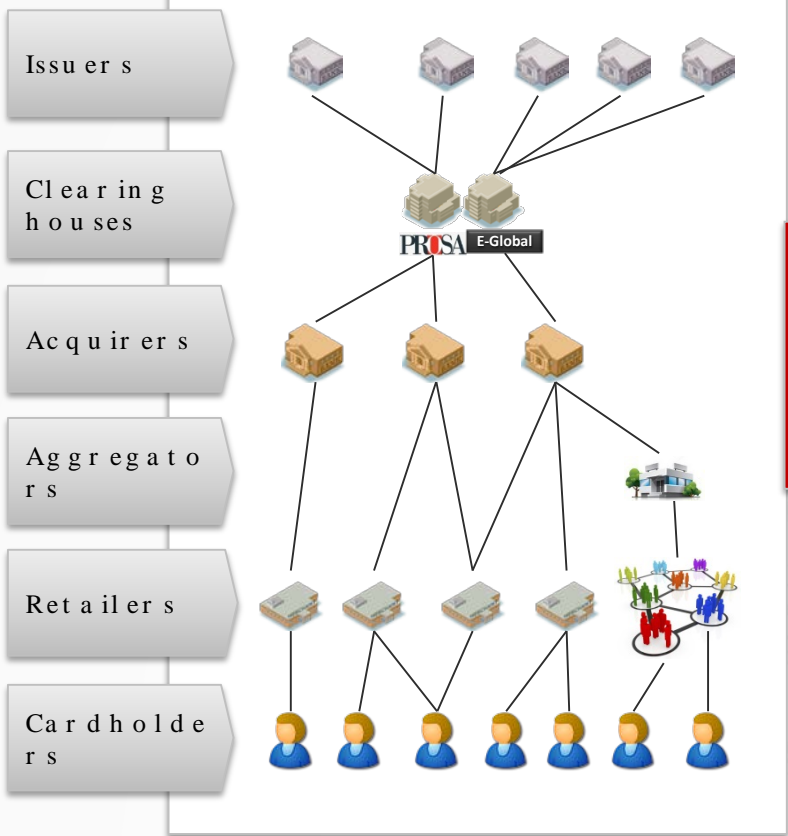 Issuers
Clearing
houses
PROSA E-Global
Acquirers
Aggregato
rs
Retailers
Cardholde
rs